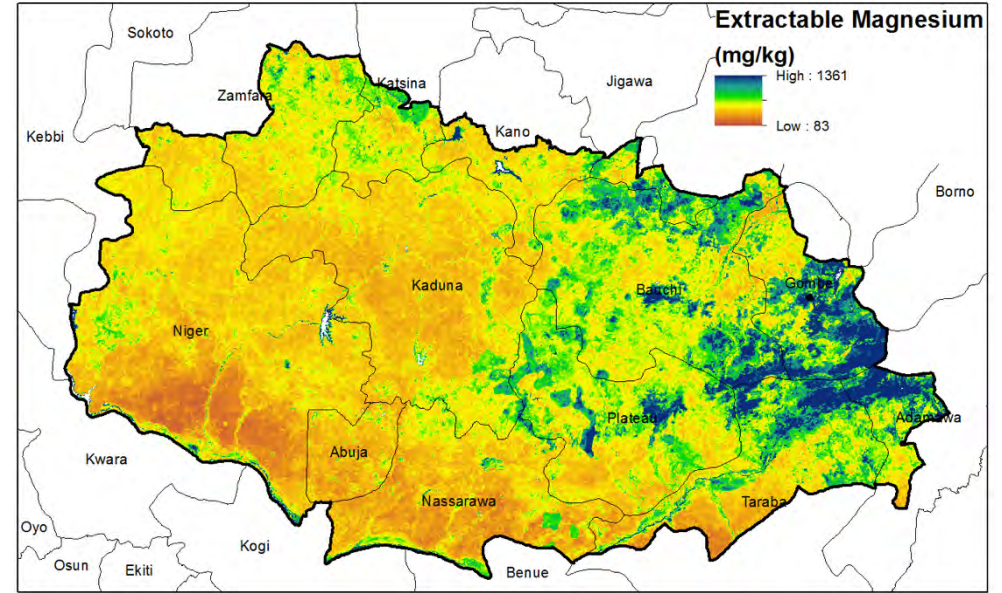 Extractable Magnesium
(mg/kg)
High : 1361
Low : 83
Sokoto
Katsina
Jigawa
Zamfara
Kano
Kebbi
Borno
Kaduna
Bauchi
Gombe
Niger
Plateau
Adamawa
Abuja
Kwara
Nassarawa
Taraba
Oyo
Kogi
Osun
Ekiti
Benue